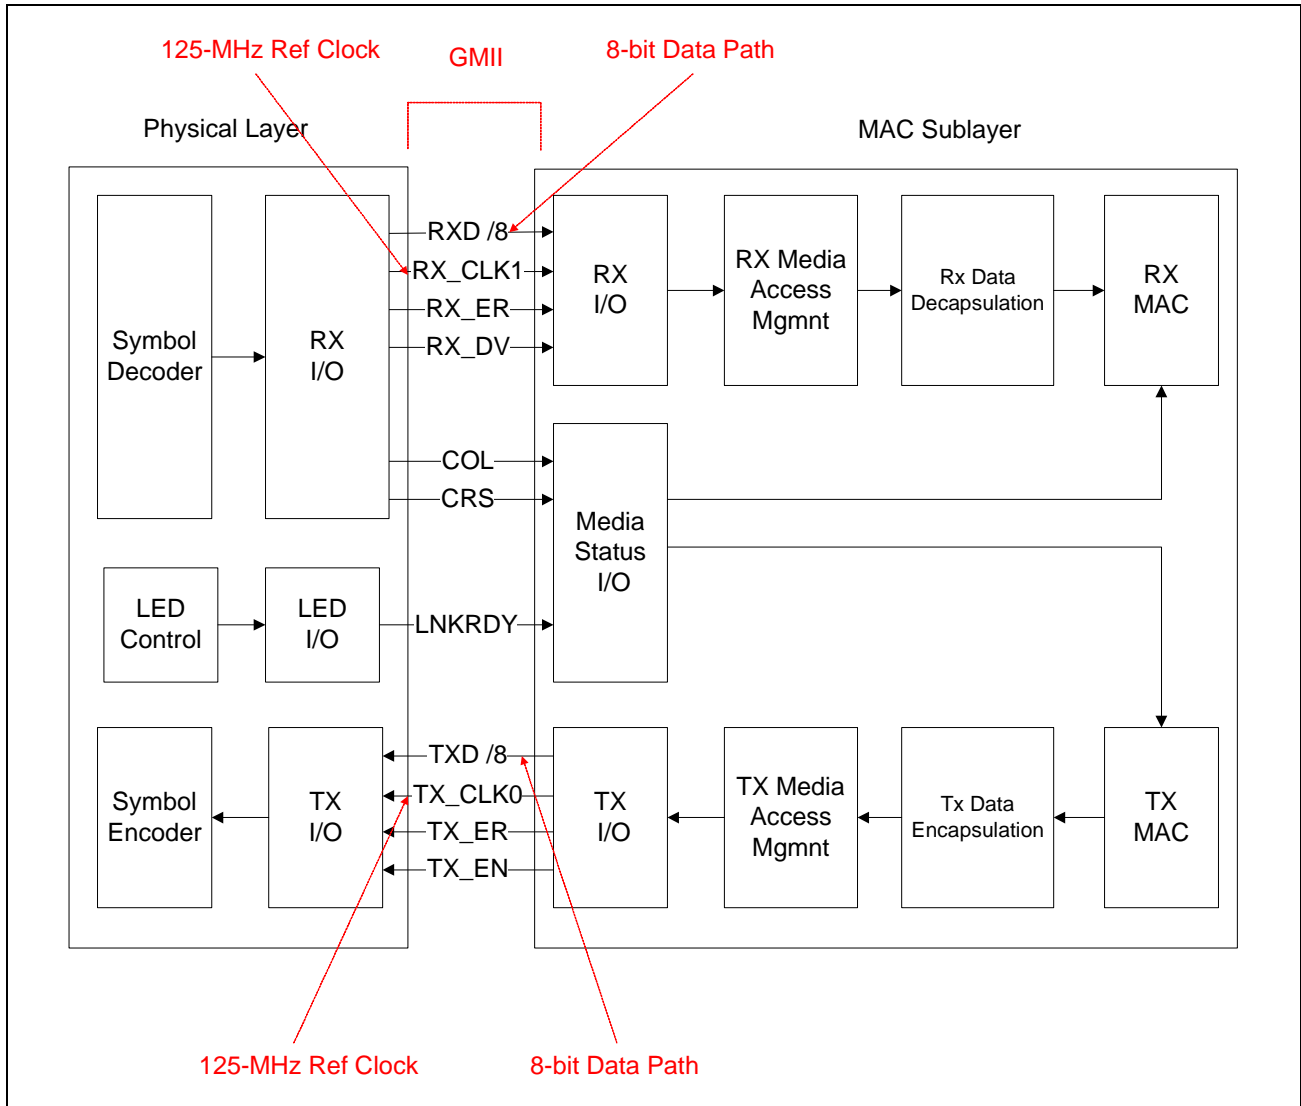 125-MHz Ref Clock
GMII
8-bit Data Path
Physical Layer
MAC Sublayer
Symbol
Decoder
RX
I/O
RXD /8
RX_CLK1
RX_ER
RX_DV
RX
I/O
RX Media
Access
Mgmnt
Rx Data
Decapsulation
RX
MAC
COL
CRS
Media
Status
I/O
LED
Control
LED
I/O
LNKRDY
Symbol
Encoder
TX
I/O
TXD /8
TX_CLK0
TX_ER
TX_EN
TX
I/O
TX Media
Access
Mgmnt
Tx Data
Encapsulation
TX
MAC
125-MHz Ref Clock
8-bit Data Path